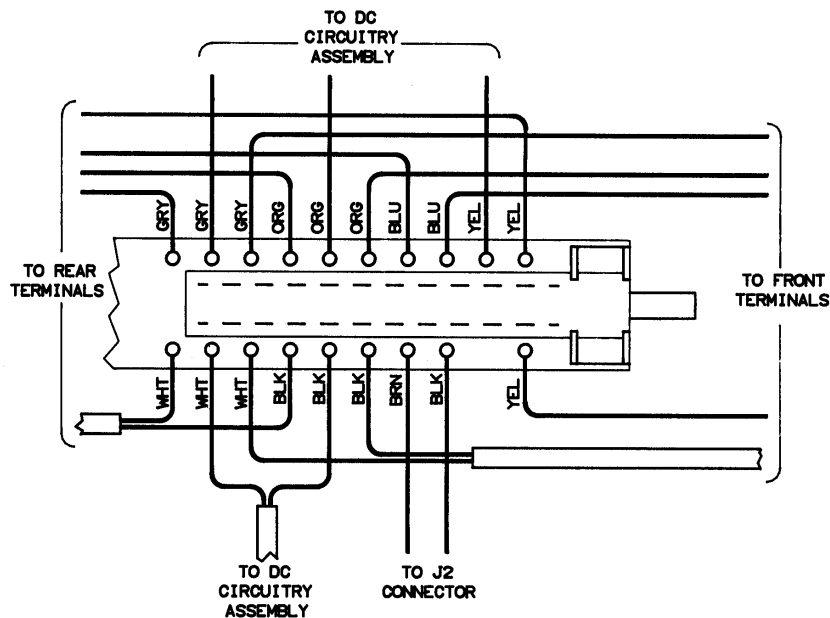 TO DC
CIRCUITRY
ASSEMBLY
GRY
GRY
GRY
ORG
ORG
ORG
BLU
BLU
YEL
YEL
TO REAR
TERMINALS
TO FRONT
TERMINALS
WHT
WHT
WHT
BLK
BLK
BLK
BRN
BLK
YEL
TO DC
CIRCUITRY
ASSEMBLY
TO J2
CONNECTOR